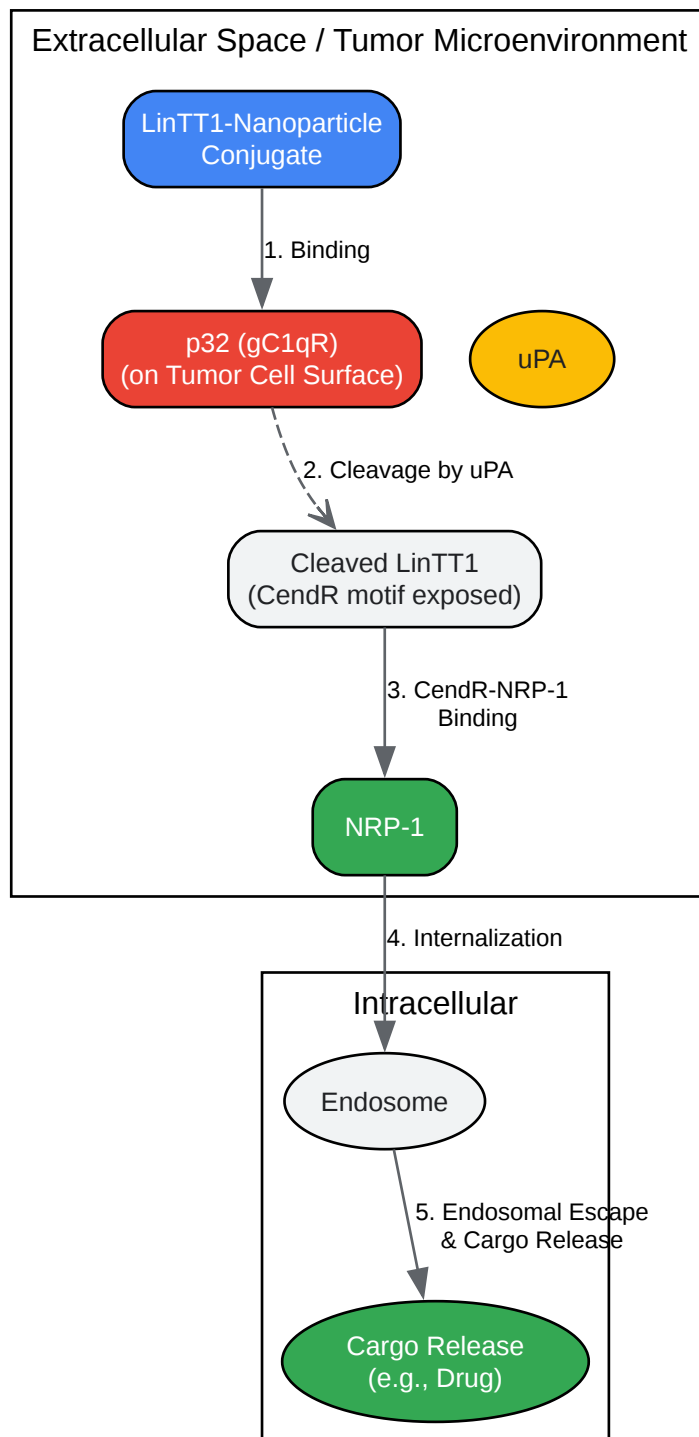 Extracellular Space / Tumor Microenvironment
LinTT1-Nanoparticle
Conjugate
1. Binding
p32 (gC1qR)
(on Tumor Cell Surface)
uPA
2. Cleavage by uPA
Cleaved LinTT1
(CendR motif exposed)
3. CendR-NRP-1
Binding
NRP-1
4. Internalization
Intracellular
Endosome
5. Endosomal Escape
& Cargo Release
Cargo Release
(e.g., Drug)